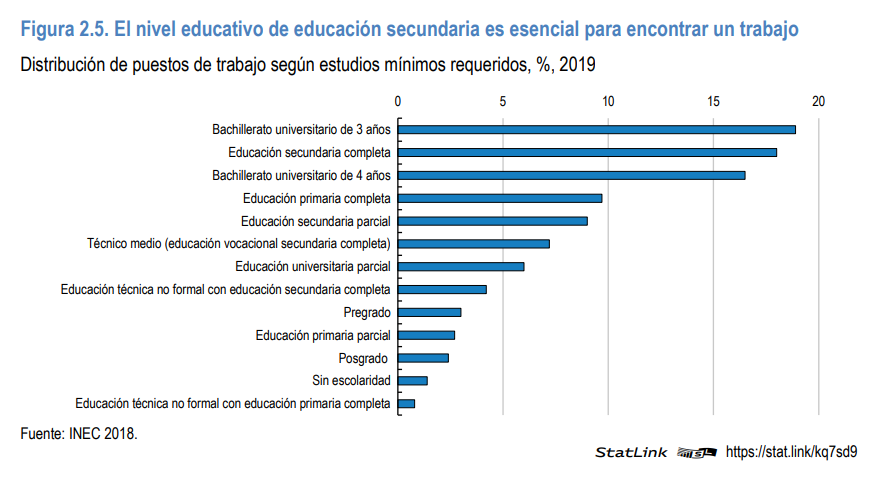 Figura 2.5. El nivel educativo de educación secundaria es esencial para encontrar un trabajo
Distribución de puestos de trabajo según estudios mínimos requeridos, %, 2019
0 5 10 15 20
Bachillerato universitario de 3 años
Educación secundaria completa
Bachillerato universitario de 4 años
Educación primaria completa
Educación secundaria parcial
Técnico medio (educación vocacional secundaria completa)
Educación universitaria parcial
Educación técnica no formal con educación secundaria completa
Pregrado
Educación primaria parcial
Posgrado
Sin escolaridad
Educación técnica no formal con educación primaria completa
Fuente: INEC 2018.
StatLink https://stat.link/kq7sd9